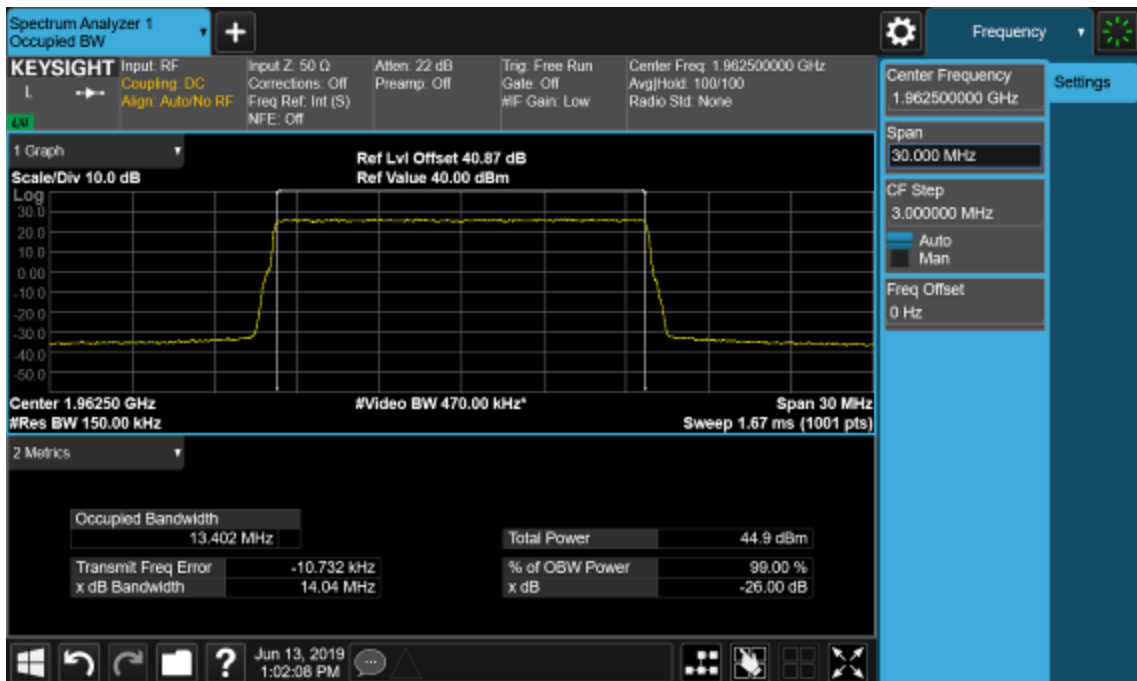 Spectrum Analyzer 1
Occupied BW
+
Frequency
KEYSIGHT
L
LXI
Input: RF
Coupling: DC
Align: Auto/No RF
Input Z: 50 Ω
Corrections: Off
Freq Ref: Int (S)
NFE: Off
Atten: 22 dB
Preamp: Off
Trig: Free Run
Gate: Off
#IF Gain: Low
Center Freq: 1.962500000 GHz
Avg|Hold: 100/100
Radio Std: None
Center Frequency
1.962500000 GHz
Settings
Span
30.000 MHz
CF Step
3.000000 MHz
Auto
Man
Freq Offset
0 Hz
1 Graph
Scale/Div 10.0 dB
Ref Lvl Offset 40.87 dB
Ref Value 40.00 dBm
Log
30.0
20.0
10.0
0.00
-10.0
-20.0
-30.0
-40.0
-50.0
Center 1.96250 GHz
#Video BW 470.00 kHz*
Span 30 MHz
#Res BW 150.00 kHz
Sweep 1.67 ms (1001 pts)
2 Metrics
Occupied Bandwidth
13.402 MHz
Total Power 44.9 dBm
Transmit Freq Error -10.732 kHz
% of OBW Power 99.00 %
x dB Bandwidth 14.04 MHz
x dB -26.00 dB
?
Jun 13, 2019
1:02:08 PM